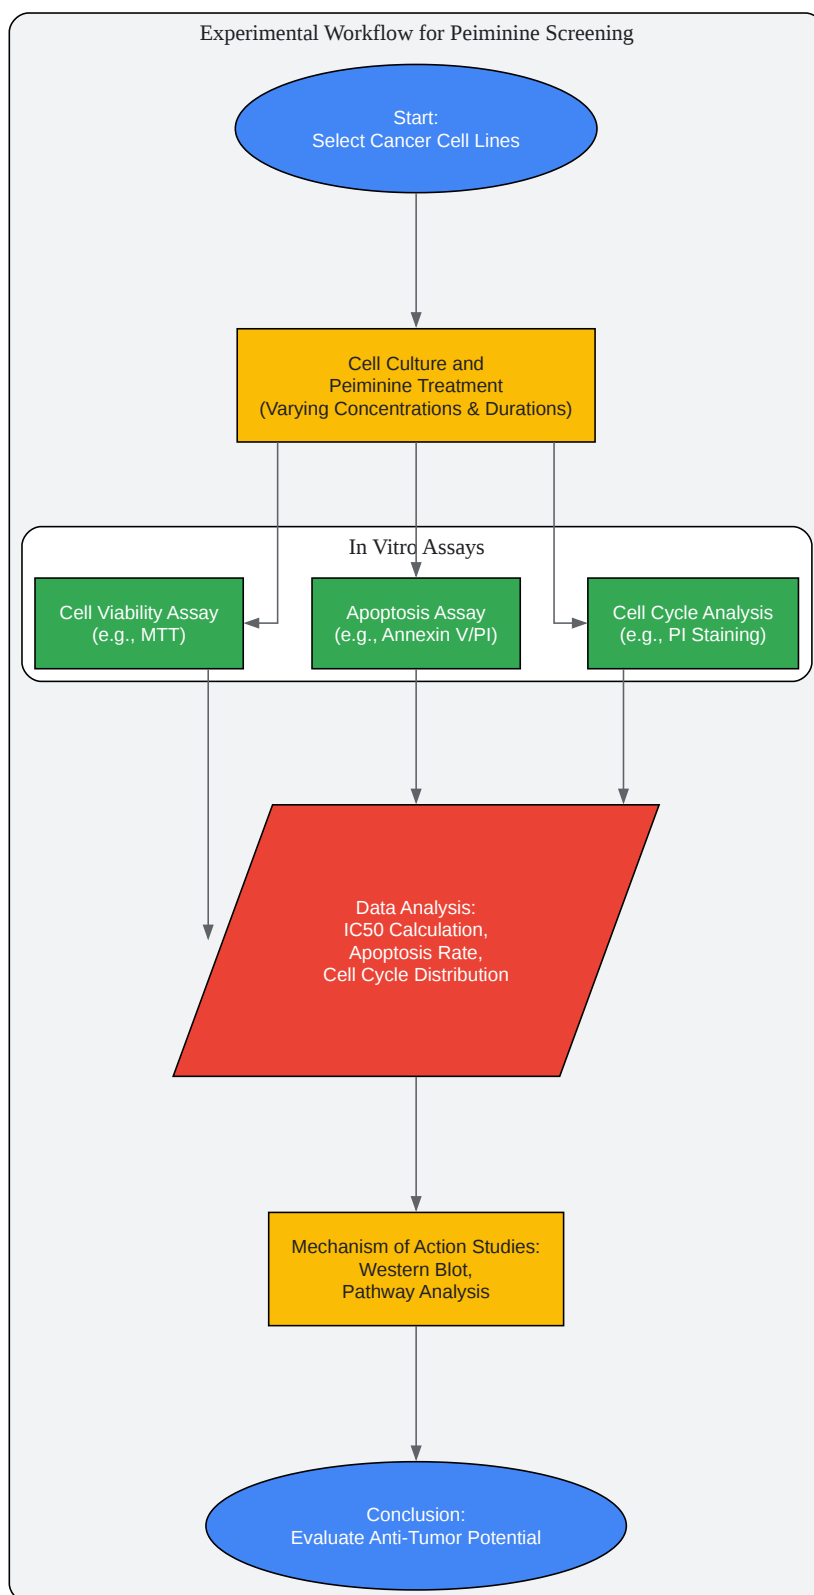 Experimental Workflow for Peiminine Screening
Start:
Select Cancer Cell Lines
Cell Culture and
Peiminine Treatment
(Varying Concentrations & Durations)
In Vitro Assays
Cell Viability Assay
(e.g., MTT)
Apoptosis Assay
(e.g., Annexin V/PI)
Cell Cycle Analysis
(e.g., PI Staining)
Data Analysis:
IC50 Calculation,
Apoptosis Rate,
Cell Cycle Distribution
Mechanism of Action Studies:
Western Blot,
Pathway Analysis
Conclusion:
Evaluate Anti-Tumor Potential